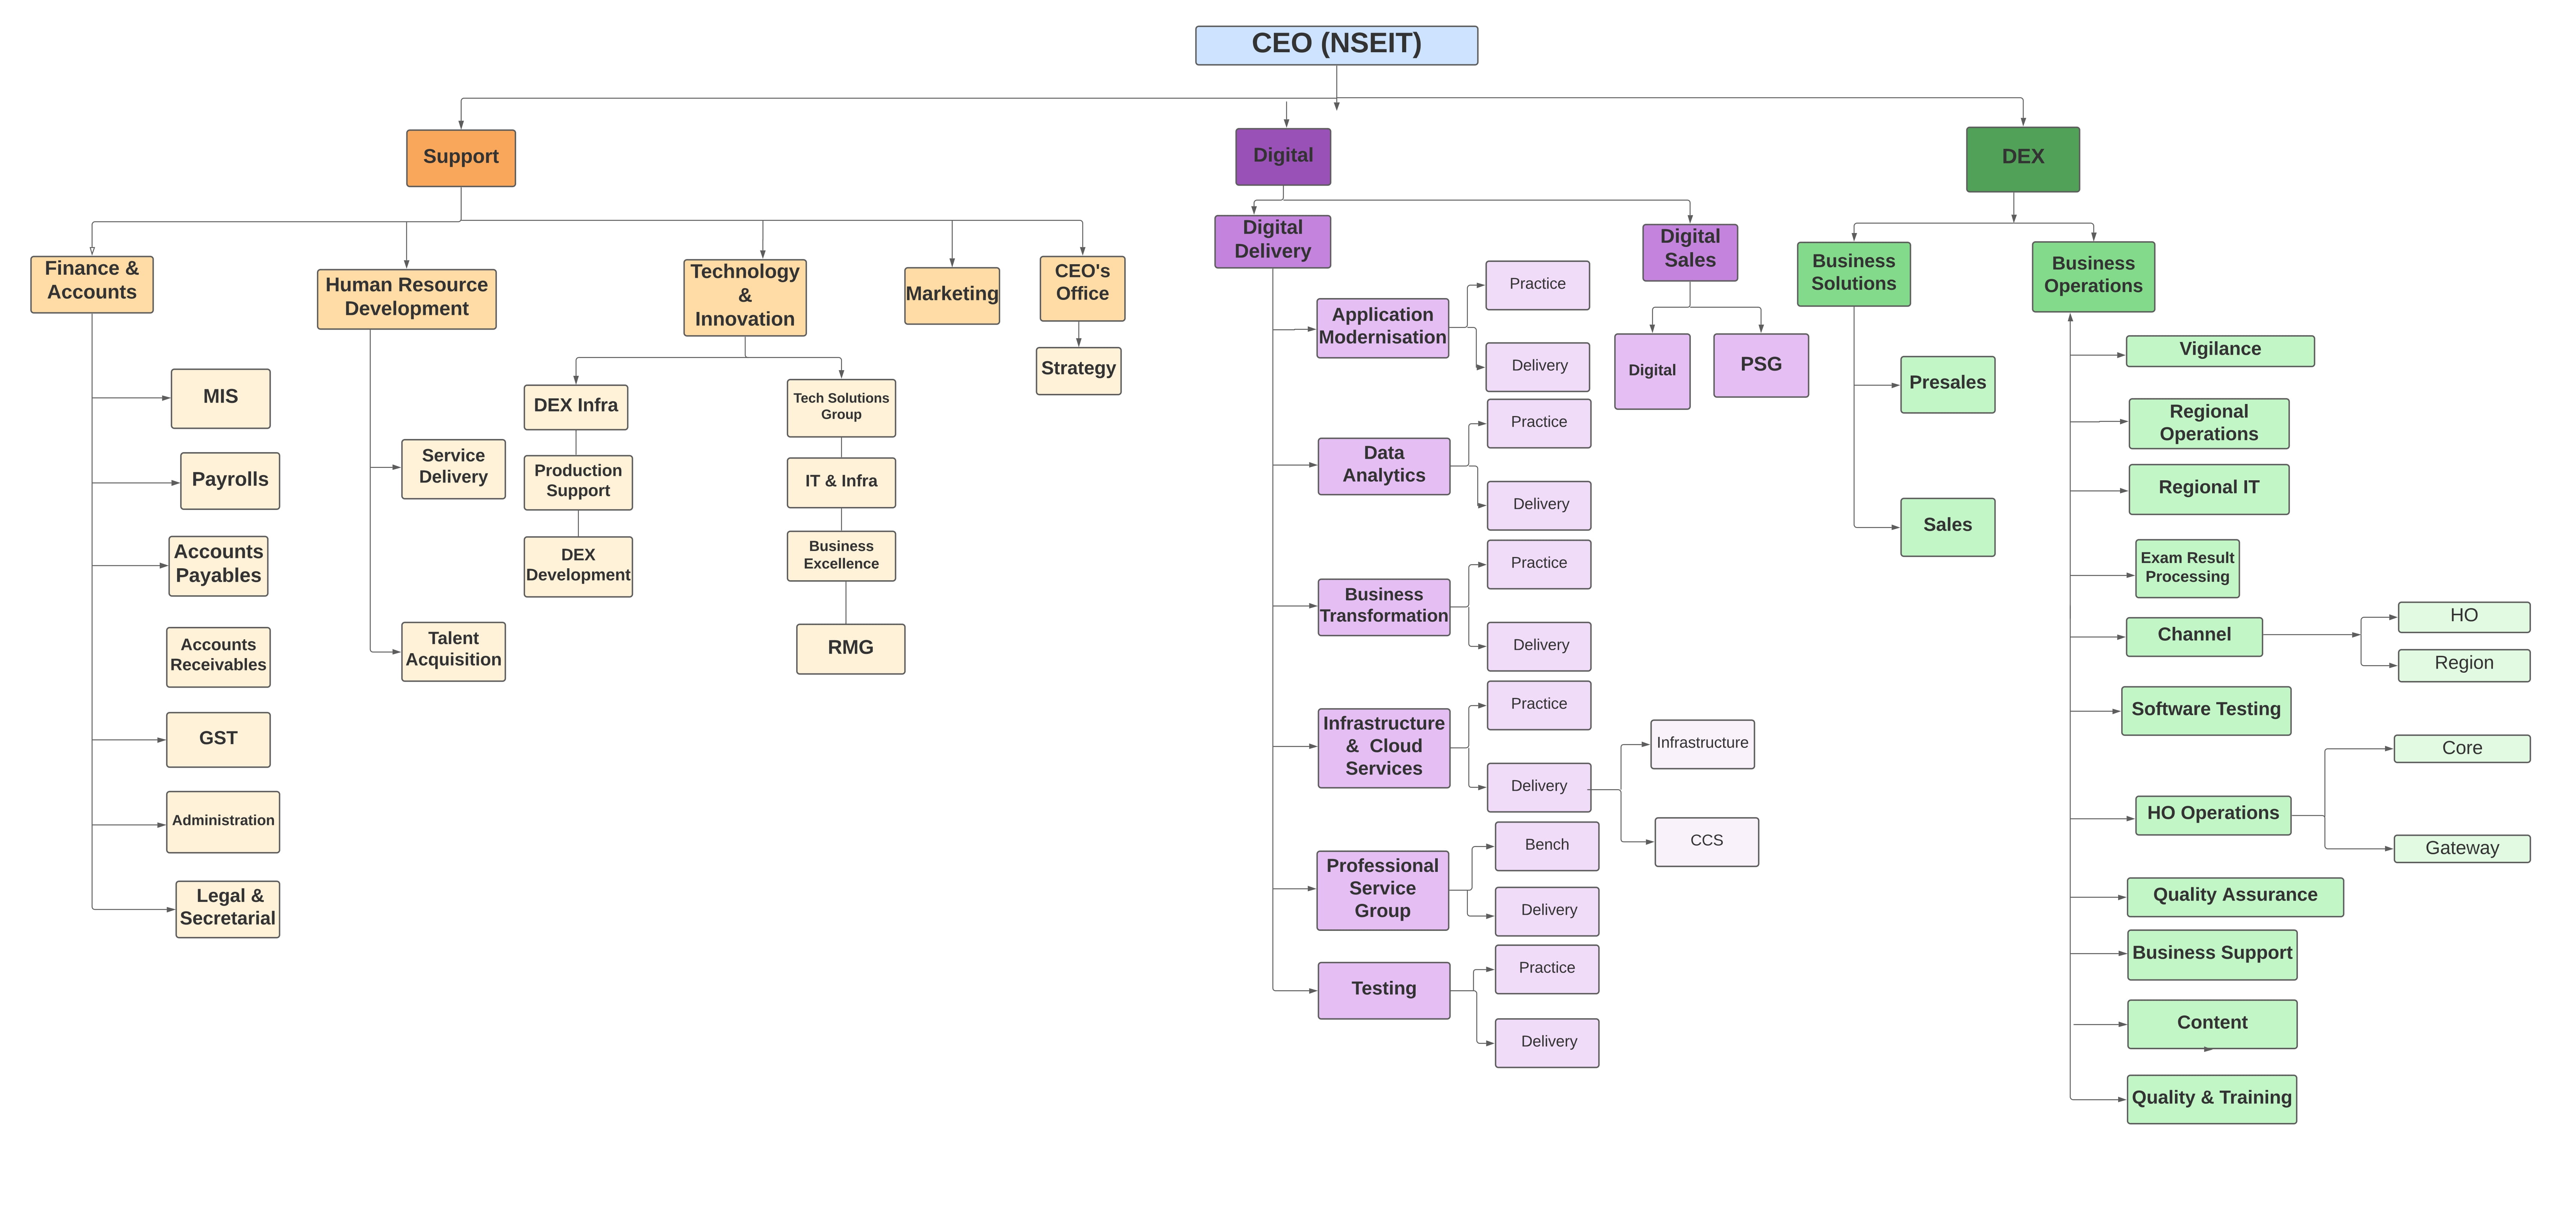 CEO (NSEIT)
Support
Digital
DEX
Finance &
Accounts
Human Resource
Development
Technology
&
Innovation
Marketing
CEO's
Office
Strategy
MIS
Payrolls
Accounts
Payables
Accounts
Receivables
GST
Administration
Legal &
Secretarial
Service
Delivery
Talent
Acquisition
DEX Infra
Production
Support
DEX
Development
Tech Solutions
Group
IT & Infra
Business
Excellence
RMG
Digital
Delivery
Digital
Sales
Application
Modernisation
Practice
Delivery
Data
Analytics
Practice
Delivery
Business
Transformation
Practice
Delivery
Infrastructure
& Cloud
Services
Practice
Delivery
Infrastructure
CCS
Professional
Service
Group
Bench
Delivery
Testing
Practice
Delivery
Digital
PSG
Business
Solutions
Business
Operations
Presales
Sales
Vigilance
Regional
Operations
Regional IT
Exam Result
Processing
Channel
HO
Region
Software Testing
HO Operations
Core
Gateway
Quality Assurance
Business Support
Content
Quality & Training